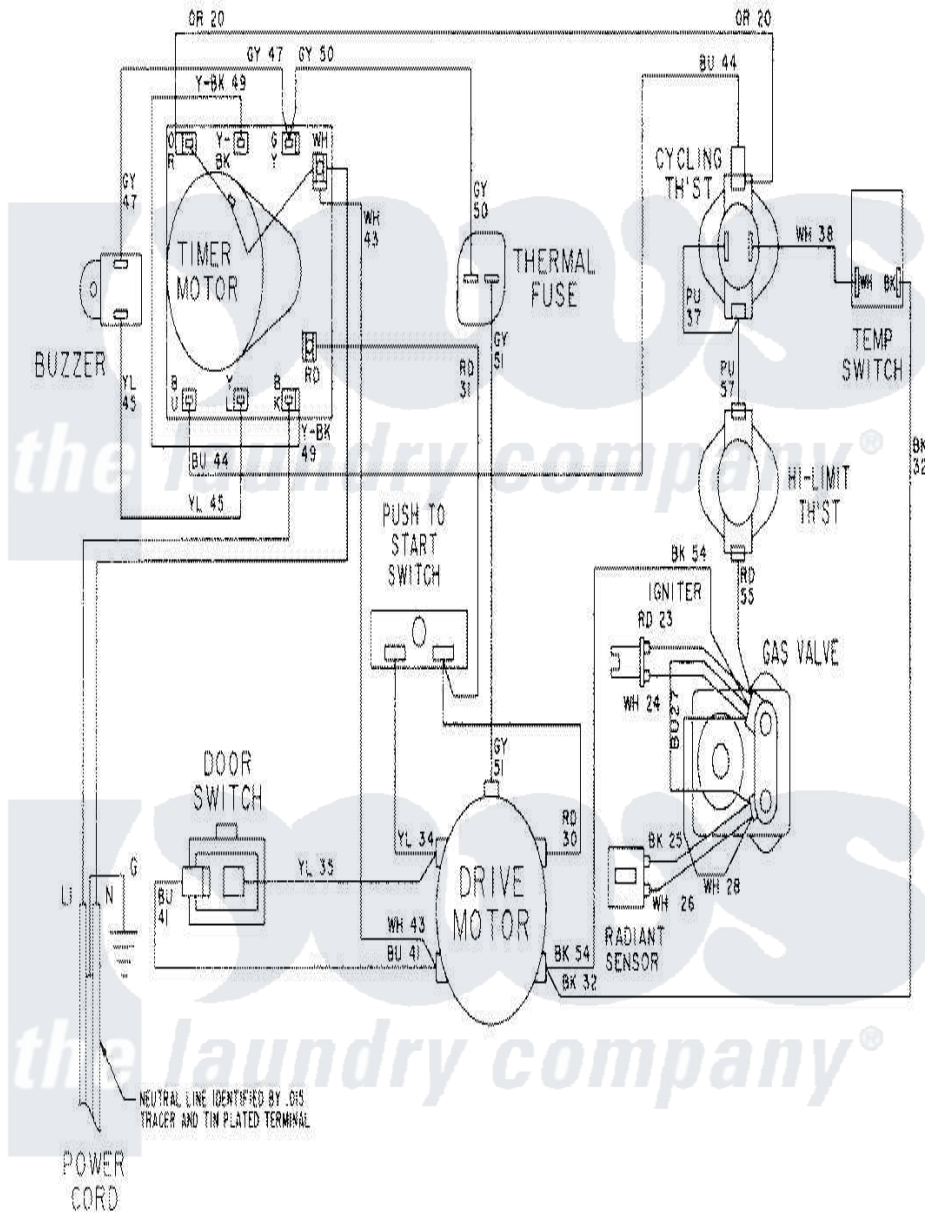 OR 20
OR 20
GY 47
GY 50
BU 44
Y-BK 49
O
R
Y-
BK
G
Y
WH
CYCLING
TH'ST
GY
47
GY
50
WH
43
TIMER
MOTOR
THERMAL
FUSE
WH 38
WH
BK
PU
37
TEMP
SWITCH
BUZZER
RD
RD
31
GY
51
PU
57
YL
45
B
U
Y
L
B
K
Y-BK
49
BU 44
the laundry company®
BK
32
HI-LIMIT
TH'ST
YL 45
PUSH TO
START
SWITCH
BK 54
RD
55
IGNITER
RD 23
GAS VALVE
WH 24
BU27
GY
51
DOOR
SWITCH
YL 34
RD
30
BK 25
YL 35
DRIVE
MOTOR
WH 28
WH 26
L1
N
G
BU
41
WH 43
BU 41
RADIANT
SENSOR
BK 54
BK 32
the laundry company®
NEUTRAL LINE IDENTIFIED BY .015
TRACER AND TIN PLATED TERMINAL
POWER
CORD